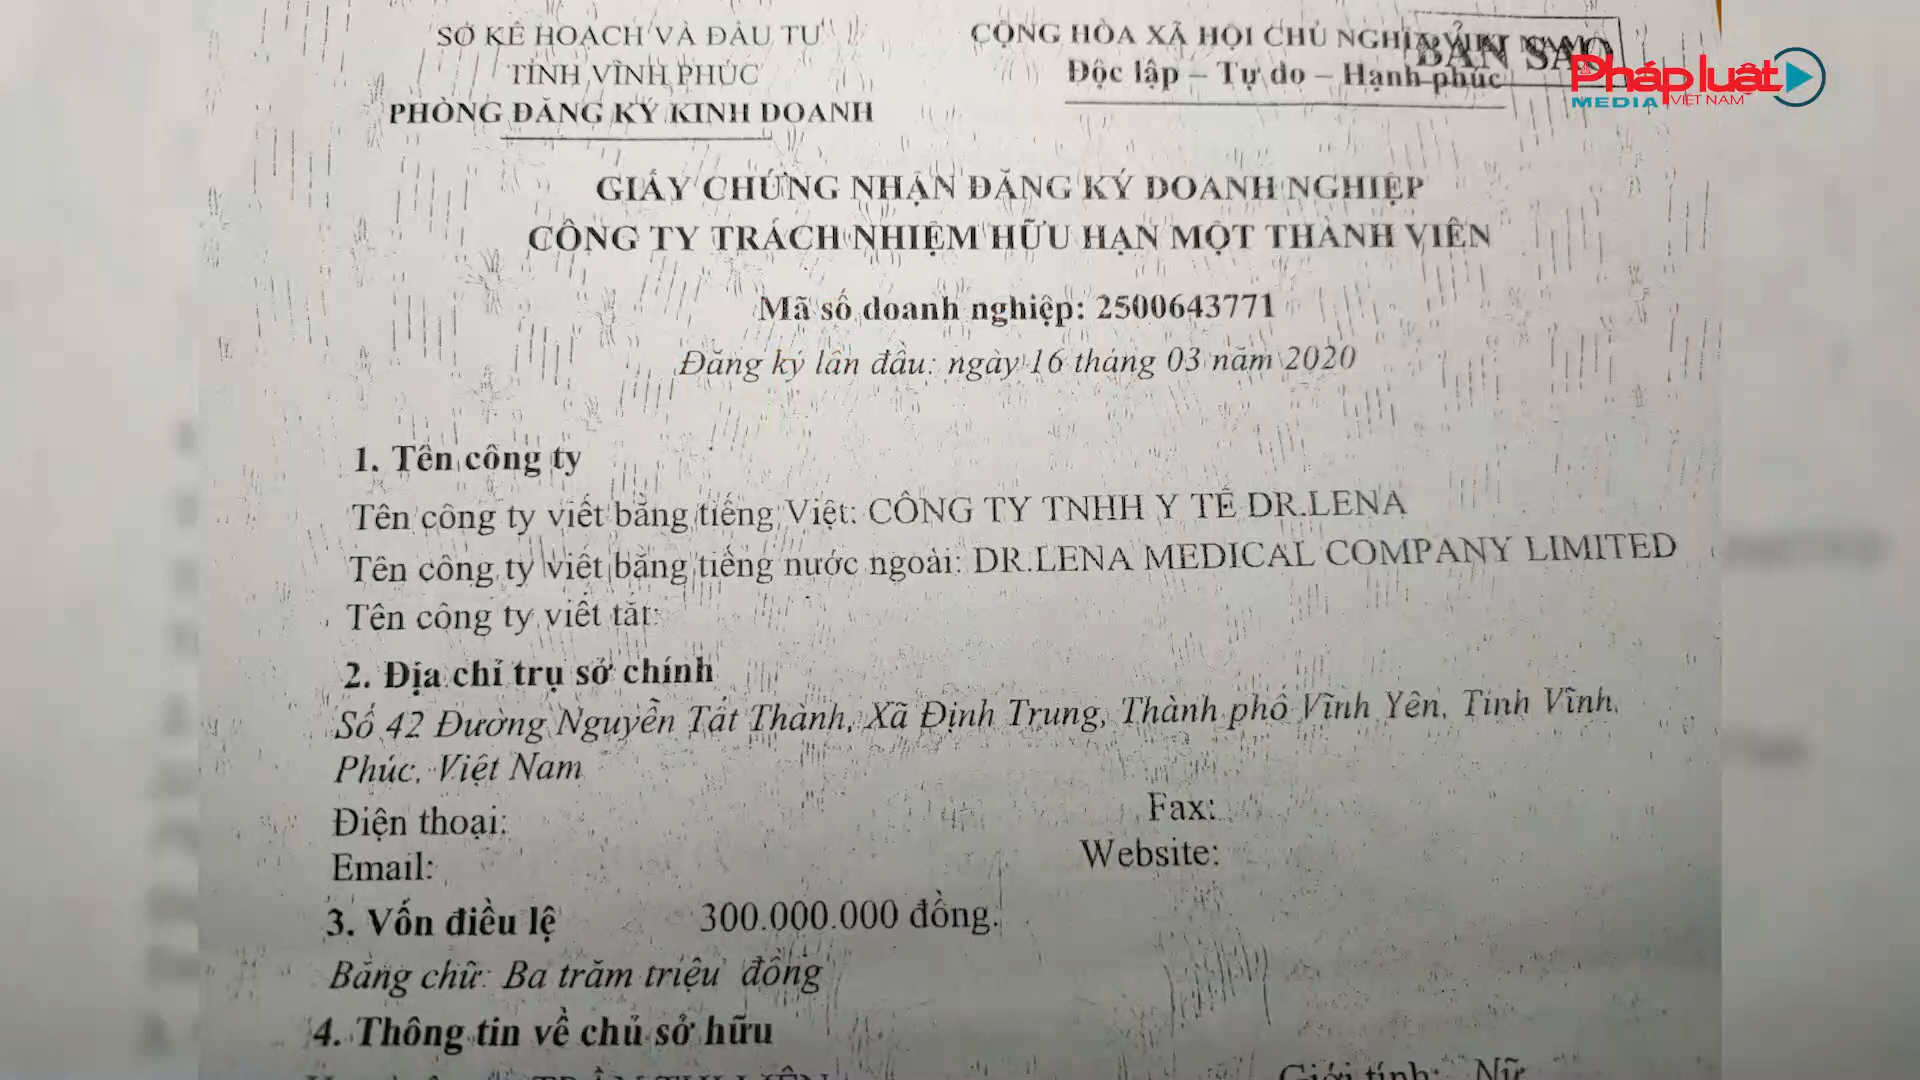 SỞ KẾ HOẠCH VÀ ĐẦU TƯ
TỈNH VĨNH PHÚC
PHÒNG ĐĂNG KÝ KINH DOANH
CỘNG HÒA XÃ HỘI CHỦ NGHĨA VIỆT NAM
Độc lập – Tự do – Hạnh phúc
BẢN SAO
Pháp luật
MEDIA VIỆT NAM
GIẤY CHỨNG NHẬN ĐĂNG KÝ DOANH NGHIỆP
CÔNG TY TRÁCH NHIỆM HỮU HẠN MỘT THÀNH VIÊN
Mã số doanh nghiệp: 2500643771
Đăng ký lần đầu: ngày 16 tháng 03 năm 2020
1. Tên công ty
Tên công ty viết bằng tiếng Việt: CÔNG TY TNHH Y TẾ DR.LENA
Tên công ty viết bằng tiếng nước ngoài: DR.LENA MEDICAL COMPANY LIMITED
Tên công ty viết tắt:
2. Địa chỉ trụ sở chính
Số 42 Đường Nguyễn Tất Thành, Xã Định Trung, Thành phố Vĩnh Yên, Tỉnh Vĩnh
Phúc, Việt Nam
Điện thoại: Fax:
Email: Website:
3. Vốn điều lệ 300.000.000 đồng.
Bằng chữ: Ba trăm triệu đồng
4. Thông tin về chủ sở hữu
TRẦN THỊ LIÊN Giới tính: Nữ